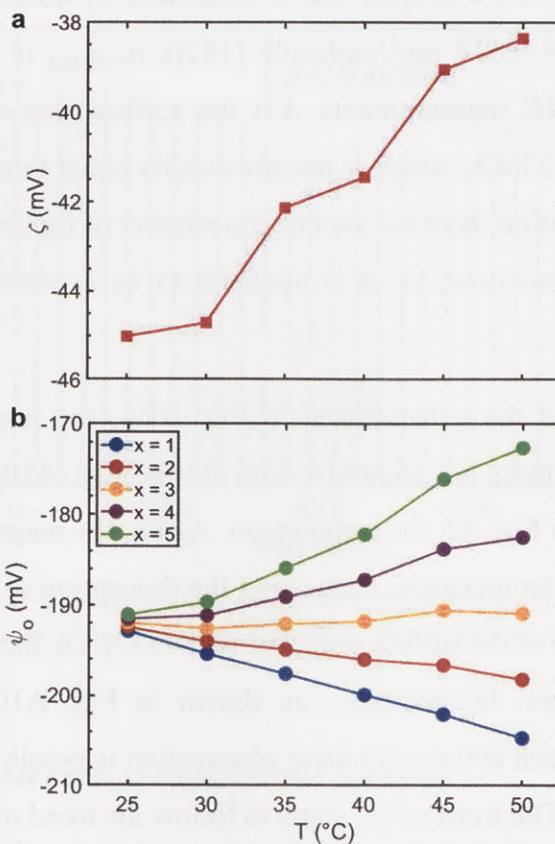 a
-38
-40
-42
-44
-46
ζ (mV)
b
-170
-180
-190
-200
-210
ψo (mV)
x = 1
x = 2
x = 3
x = 4
x = 5
25 30 35 40 45 50
T (°C)